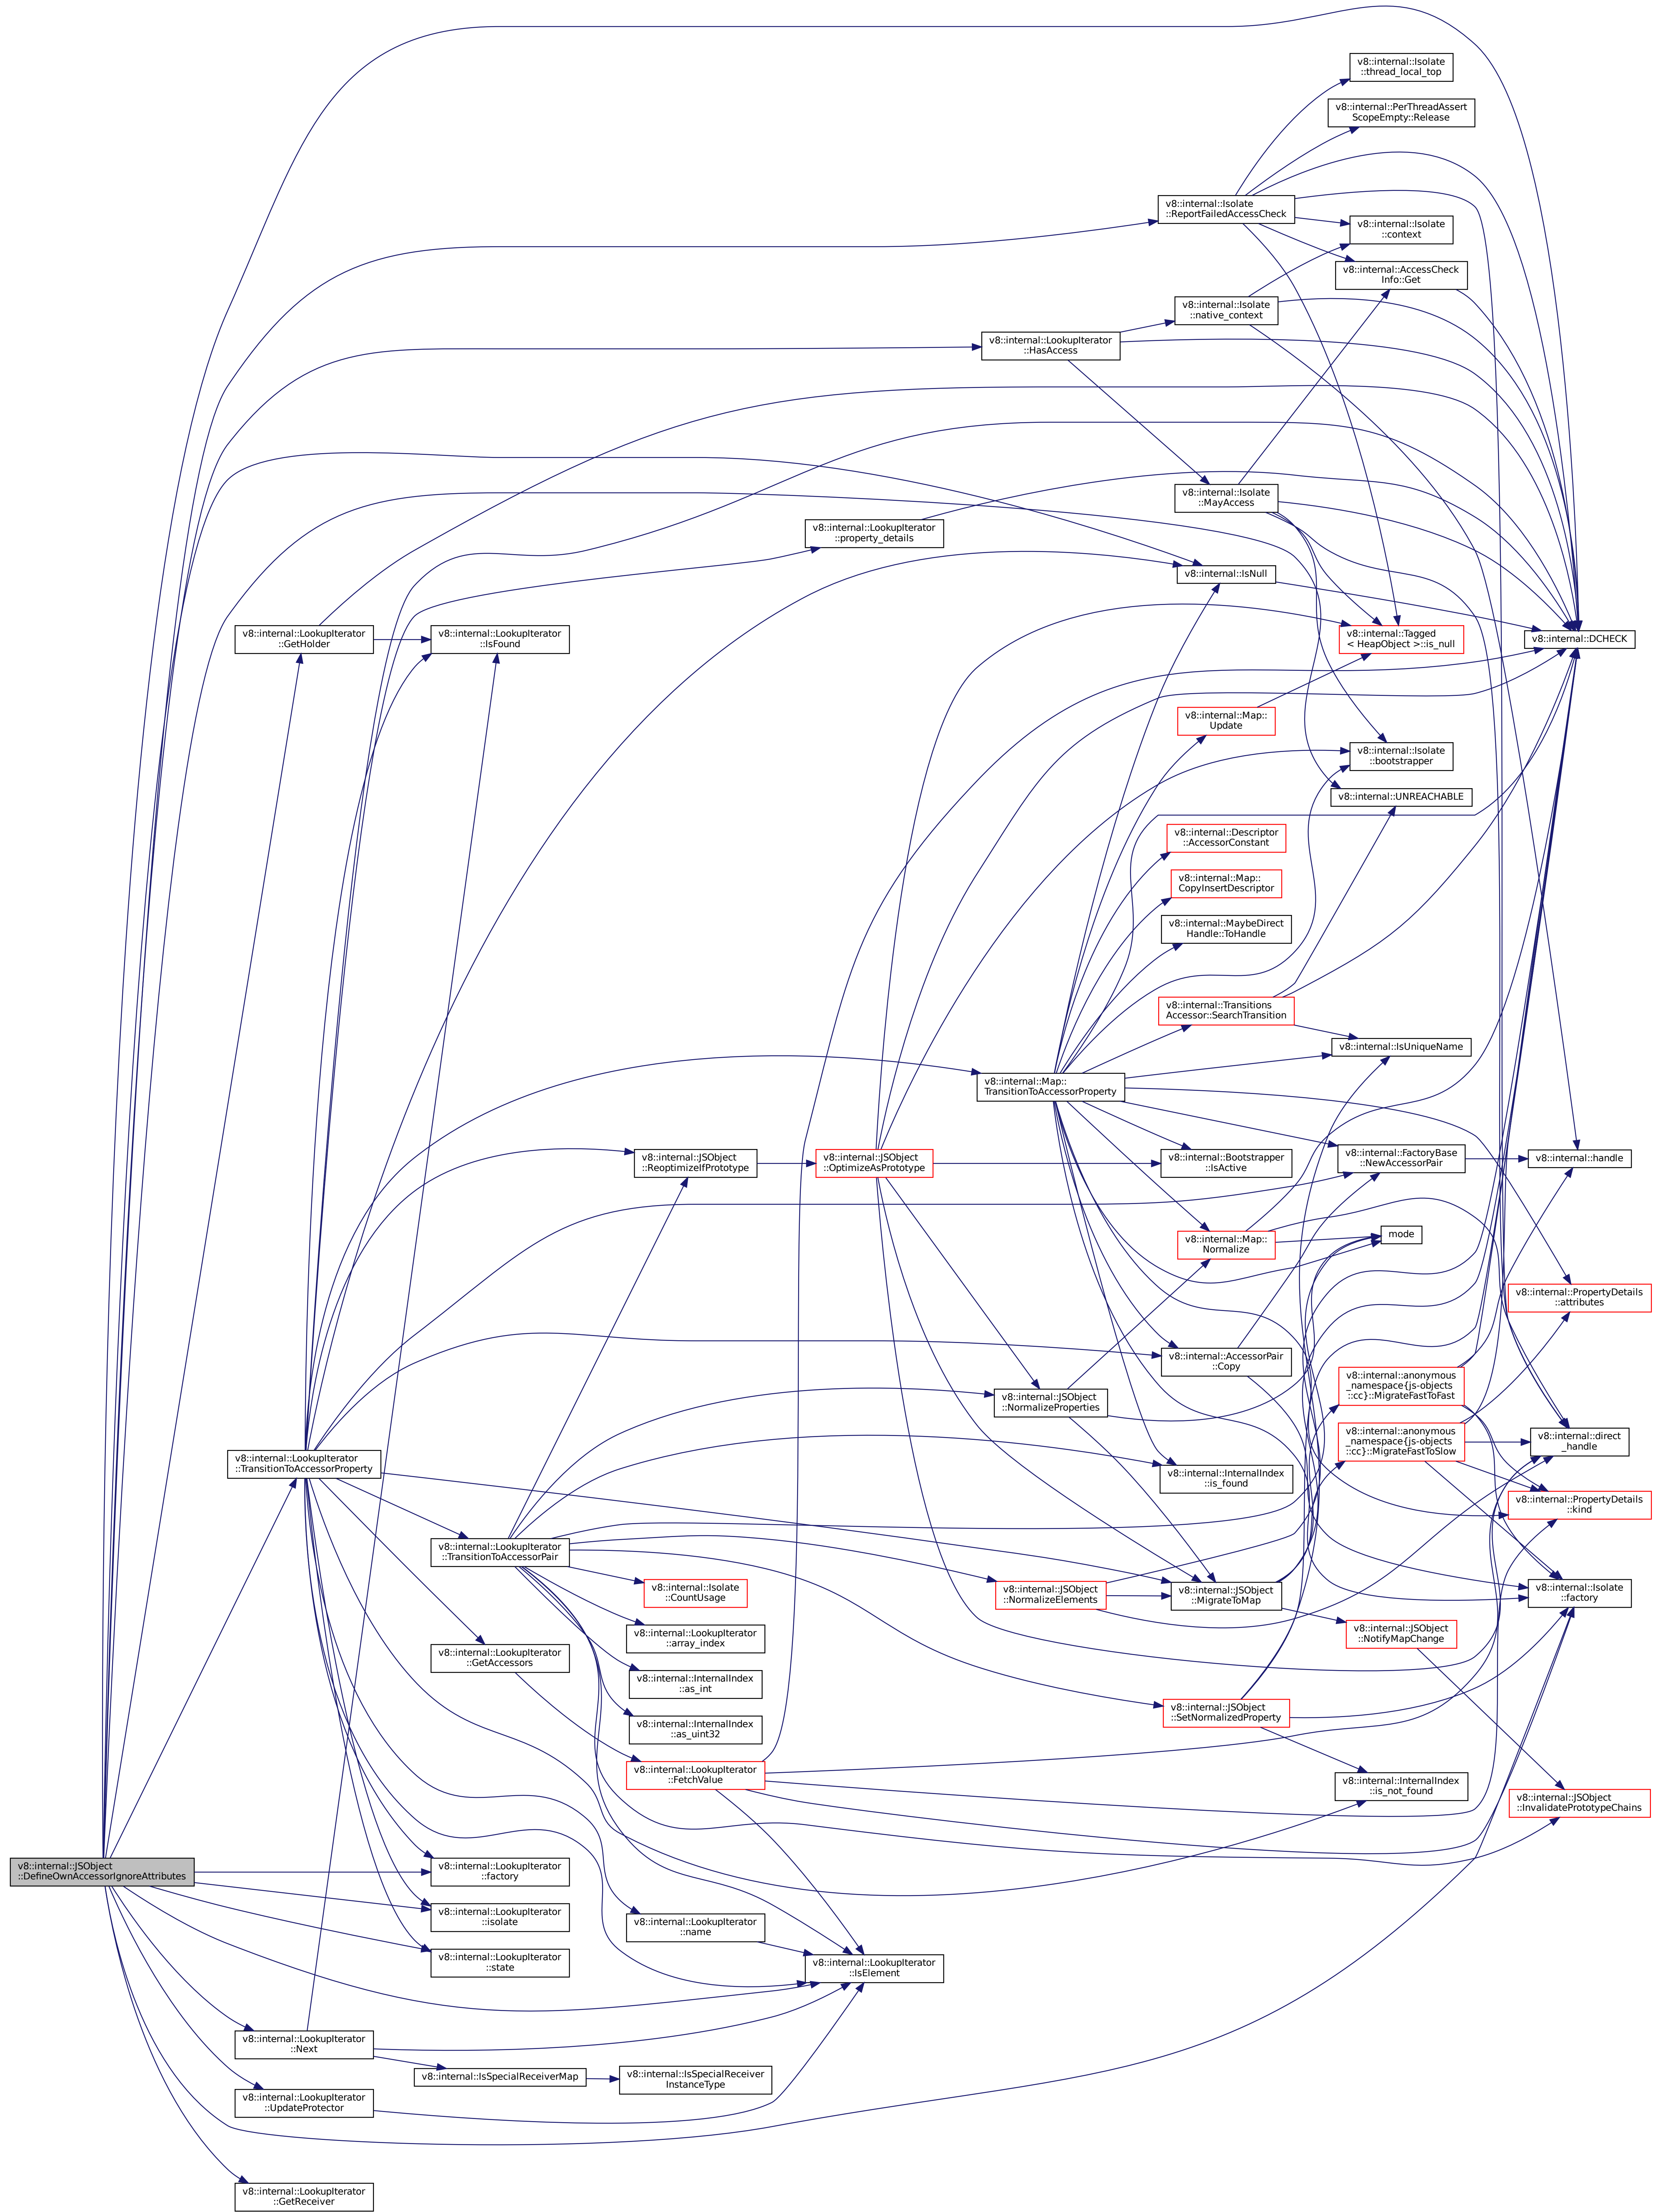 v8::internal::Isolate
::thread_local_top
v8::internal::PerThreadAssert
ScopeEmpty::Release
v8::internal::Isolate
::ReportFailedAccessCheck
v8::internal::Isolate
::context
v8::internal::AccessCheck
Info::Get
v8::internal::Isolate
::native_context
v8::internal::LookupIterator
::HasAccess
v8::internal::Isolate
::MayAccess
v8::internal::LookupIterator
::property_details
v8::internal::IsNull
v8::internal::LookupIterator
::GetHolder
v8::internal::LookupIterator
::IsFound
v8::internal::Tagged
< HeapObject >::is_null
v8::internal::DCHECK
v8::internal::Map::
Update
v8::internal::Isolate
::bootstrapper
v8::internal::UNREACHABLE
v8::internal::Descriptor
::AccessorConstant
v8::internal::Map::
CopyInsertDescriptor
v8::internal::MaybeDirect
Handle::ToHandle
v8::internal::Transitions
Accessor::SearchTransition
v8::internal::IsUniqueName
v8::internal::Map::
TransitionToAccessorProperty
v8::internal::JSObject
::ReoptimizeIfPrototype
v8::internal::JSObject
::OptimizeAsPrototype
v8::internal::Bootstrapper
::IsActive
v8::internal::FactoryBase
::NewAccessorPair
v8::internal::handle
v8::internal::Map::
Normalize
mode
v8::internal::PropertyDetails
::attributes
v8::internal::AccessorPair
::Copy
v8::internal::JSObject
::NormalizeProperties
v8::internal::anonymous
_namespace{js-objects
::cc}::MigrateFastToFast
v8::internal::anonymous
_namespace{js-objects
::cc}::MigrateFastToSlow
v8::internal::direct
_handle
v8::internal::LookupIterator
::TransitionToAccessorProperty
v8::internal::InternalIndex
::is_found
v8::internal::PropertyDetails
::kind
v8::internal::LookupIterator
::TransitionToAccessorPair
v8::internal::Isolate
::CountUsage
v8::internal::JSObject
::NormalizeElements
v8::internal::JSObject
::MigrateToMap
v8::internal::Isolate
::factory
v8::internal::LookupIterator
::array_index
v8::internal::JSObject
::NotifyMapChange
v8::internal::LookupIterator
::GetAccessors
v8::internal::InternalIndex
::as_int
v8::internal::InternalIndex
::as_uint32
v8::internal::JSObject
::SetNormalizedProperty
v8::internal::LookupIterator
::FetchValue
v8::internal::InternalIndex
::is_not_found
v8::internal::JSObject
::InvalidatePrototypeChains
v8::internal::JSObject
::DefineOwnAccessorIgnoreAttributes
v8::internal::LookupIterator
::factory
v8::internal::LookupIterator
::isolate
v8::internal::LookupIterator
::name
v8::internal::LookupIterator
::state
v8::internal::LookupIterator
::IsElement
v8::internal::LookupIterator
::Next
v8::internal::IsSpecialReceiverMap
v8::internal::IsSpecialReceiver
InstanceType
v8::internal::LookupIterator
::UpdateProtector
v8::internal::LookupIterator
::GetReceiver